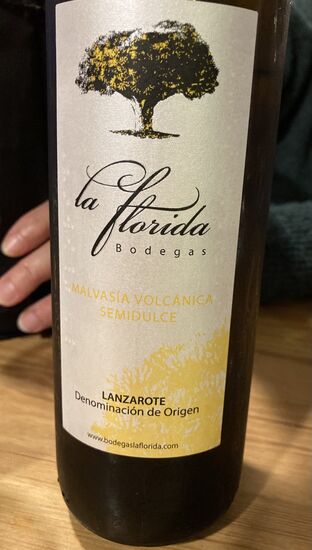 la florida
Bodegas
MALVASÍA VOLCÁNICA
SEMIDULCE
LANZAROTE
Denominación de Origen
www.bodegaslaflorida.com